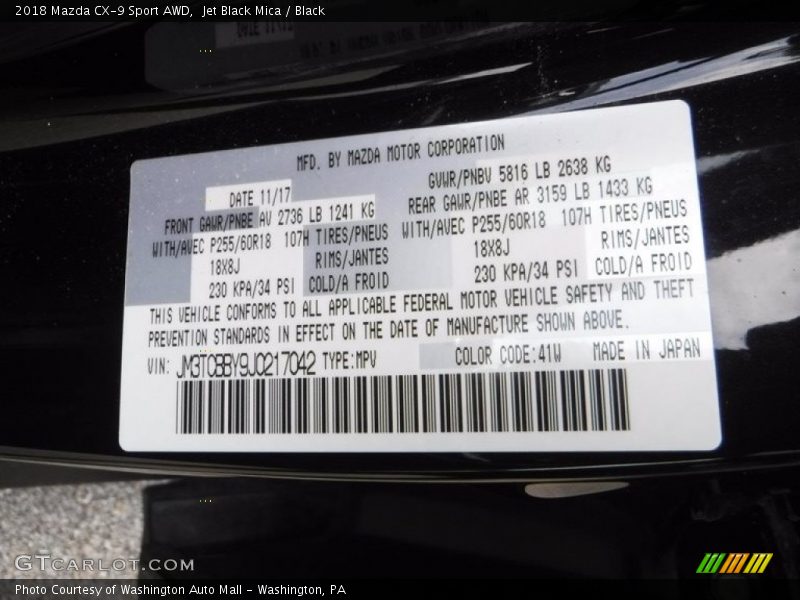 2018 Mazda CX-9 Sport AWD,  Jet Black Mica / Black
MFD. BY MAZDA MOTOR CORPORATION
DATE 11/17
GVWR/PNBV 5816 LB 2638 KG
FRONT GAWR/PNBE AV 2736 LB 1241 KG
REAR GAWR/PNBE AR 3159 LB 1433 KG
WITH/AVEC P255/60R18 107H TIRES/PNEUS
WITH/AVEC P255/60R18 107H TIRES/PNEUS
18X8J RIMS/JANTES
18X8J RIMS/JANTES
230 KPA/34 PSI COLD/A FROID
230 KPA/34 PSI COLD/A FROID
THIS VEHICLE CONFORMS TO ALL APPLICABLE FEDERAL MOTOR VEHICLE SAFETY AND THEFT
PREVENTION STANDARDS IN EFFECT ON THE DATE OF MANUFACTURE SHOWN ABOVE.
VIN: JM3TCBBY9J0217042 TYPE:MPV COLOR CODE:41W MADE IN JAPAN
GTCARLOT.COM
Photo Courtesy of Washington Auto Mall - Washington, PA